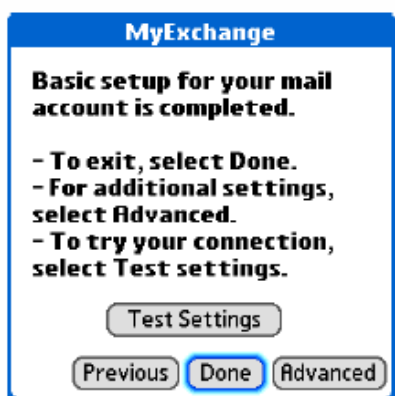 MyExchange
Basic setup for your mail
account is completed.
- To exit, select Done.
- For additional settings,
select Advanced.
- To try your connection,
select Test settings.
Test Settings
Previous Done Advanced